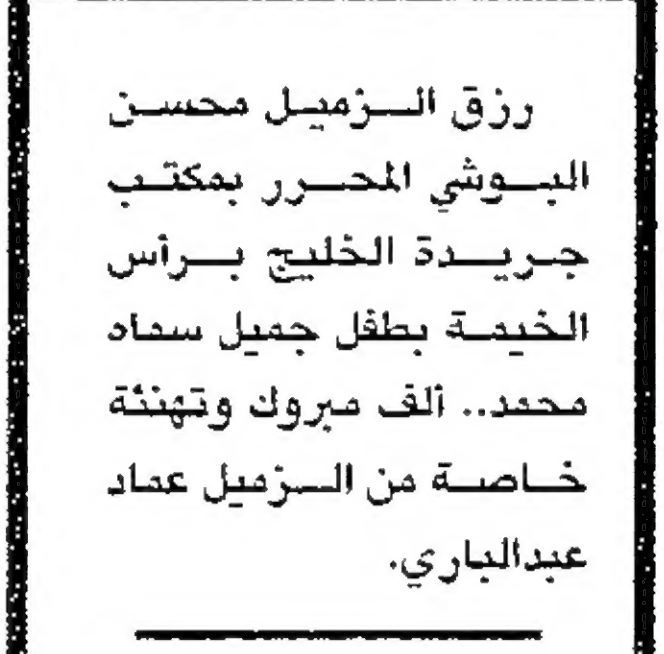 رزق الزميل محسن
البوشي المحرر بمكتب
جريدة الخليج برأس
الخيمة بطفل جميل سماه
محمد.. ألف مبروك وتهنئة
خاصة من الزميل عماد
عبدالباري.